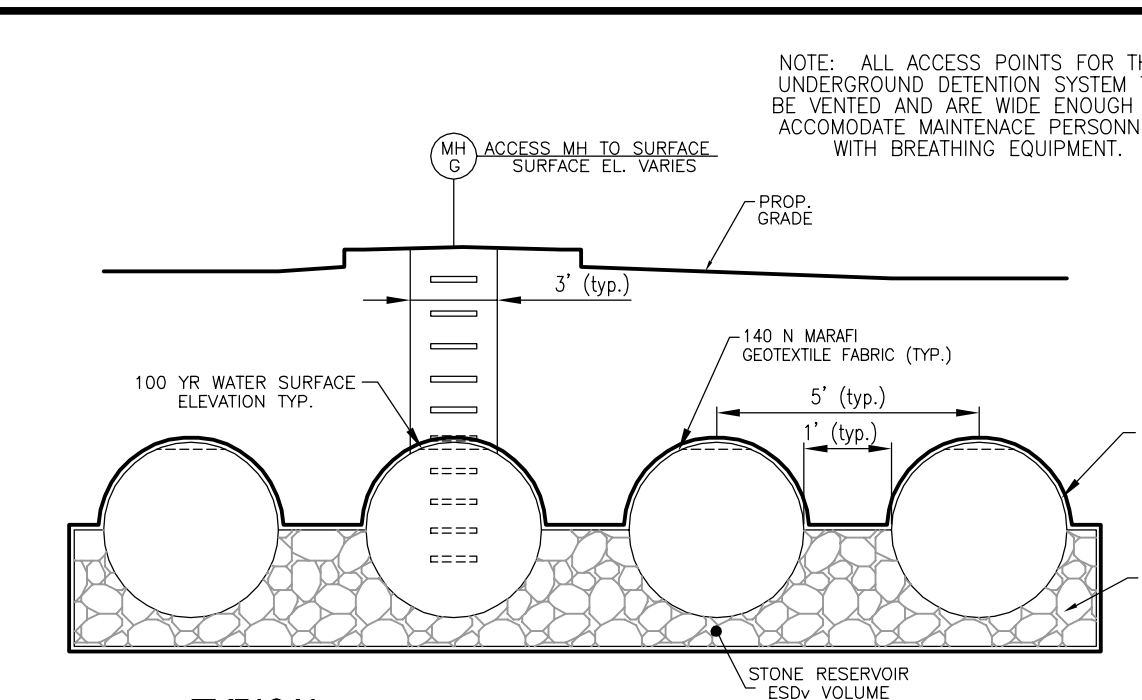 NOTE: ALL ACCESS POINTS FOR TH
UNDERGROUND DETENTION SYSTEM
BE VENTED AND ARE WIDE ENOUGH
ACCOMODATE MAINTENACE PERSONN
WITH BREATHING EQUIPMENT.
MH
G
ACCESS MH TO SURFACE
SURFACE EL. VARIES
PROP.
GRADE
3' (typ.)
140 N MARAFI
GEOTEXTILE FABRIC (TYP.)
100 YR WATER SURFACE
ELEVATION TYP.
5' (typ.)
1' (typ.)
STONE RESERVOIR
ESDv VOLUME